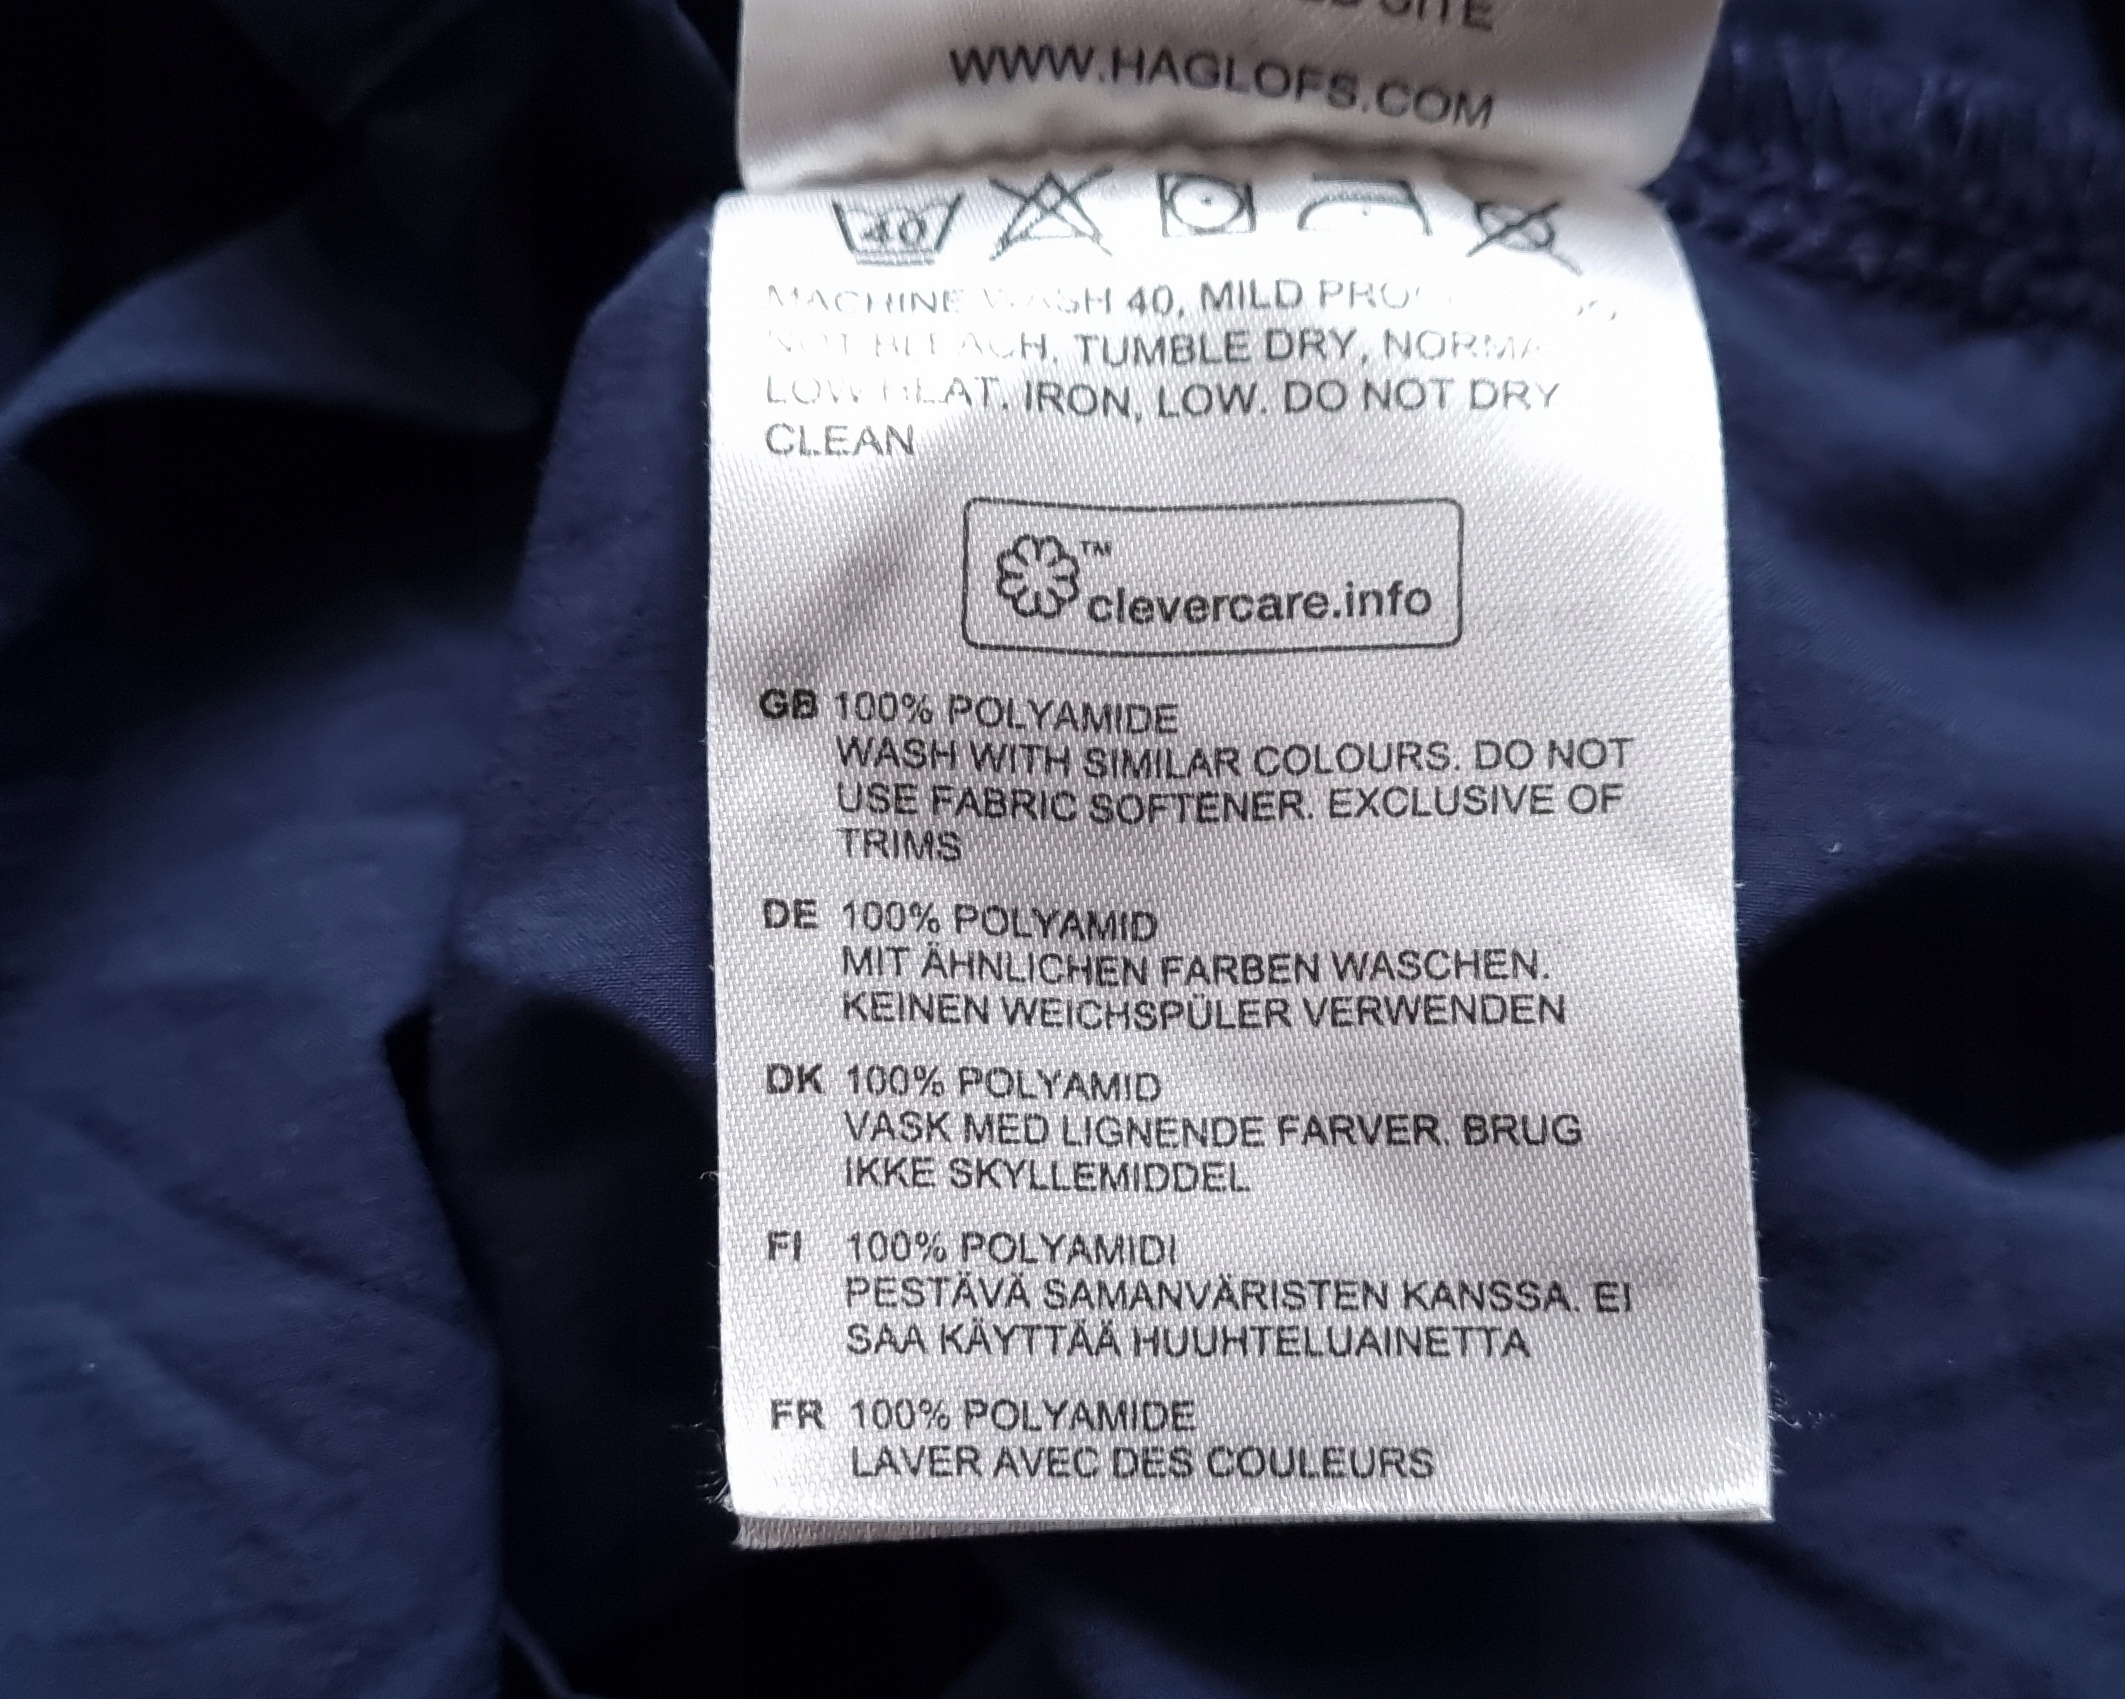 SITE
WWW.HAGLOFS.COM
40
MACHINE WASH 40, MILD
NOT BLEACH, TUMBLE DRY,
LOW HEAT. IRON, LOW. DO NOT DRY
CLEAN
™
clevercare.info
GB 100% POLYAMIDE
WASH WITH SIMILAR COLOURS. DO NOT
USE FABRIC SOFTENER. EXCLUSIVE OF
TRIMS
DE 100% POLYAMID
MIT ÄHNLICHEN FARBEN WASCHEN.
KEINEN WEICHSPÜLER VERWENDEN
DK 100% POLYAMID
VASK MED LIGNENDE FARVER. BRUG
IKKE SKYLLEMIDDEL
FI 100% POLYAMIDI
PESTÄVÄ SAMANVÄRISTEN KANSSA. EI
SAA KÄYTTÄÄ HUUHTELUAINETTA
FR 100% POLYAMIDE
LAVER AVEC DES COULEURS